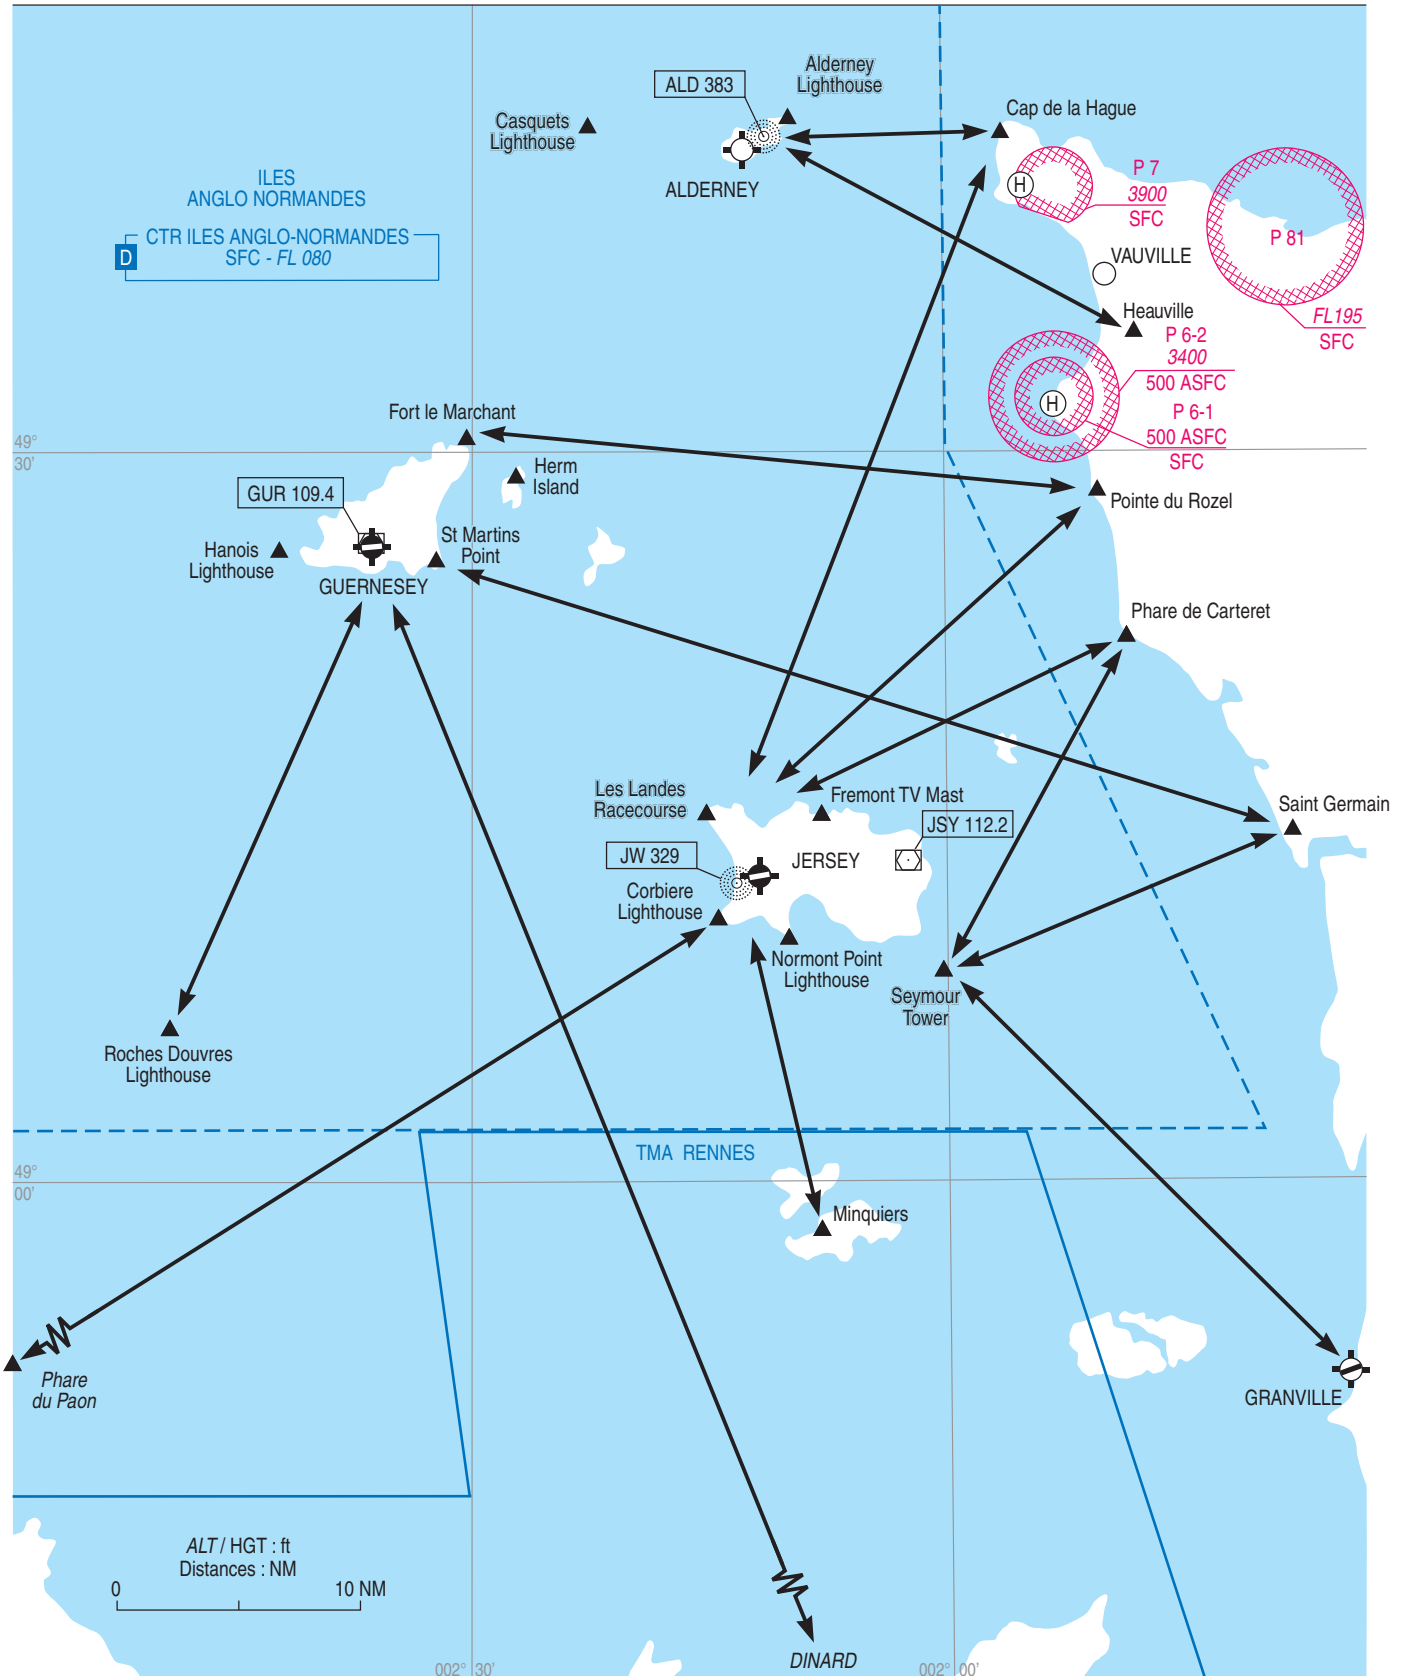 Alderney
Lighthouse
ALD 383
Cap de la Hague
Casquets
Lighthouse
P 7
3900
SFC
ILES
ANGLO NORMANDES
ALDERNEY
CTR ILES ANGLO-NORMANDES
D
SFC - FL 080
H
P 81
VAUVILLE
Heauville
FL195
SFC
P 6-2
3400
500 ASFC
H
P 6-1
500 ASFC
SFC
Fort le Marchant
49°
30'
Herm
Island
GUR 109.4
Pointe du Rozel
St Martins
Point
Hanois
Lighthouse
GUERNESEY
Phare de Carteret
Les Landes
Racecourse
Fremont TV Mast
Saint Germain
JSY 112.2
JW 329
JERSEY
Corbiere
Lighthouse
Normont Point
Lighthouse
Seymour
Tower
Roches Douvres
Lighthouse
TMA RENNES
49°
00'
Minquiers
Phare
du Paon
GRANVILLE
ALT / HGT : ft
Distances : NM
0
10 NM
DINARD
002° 30'
002° 00'